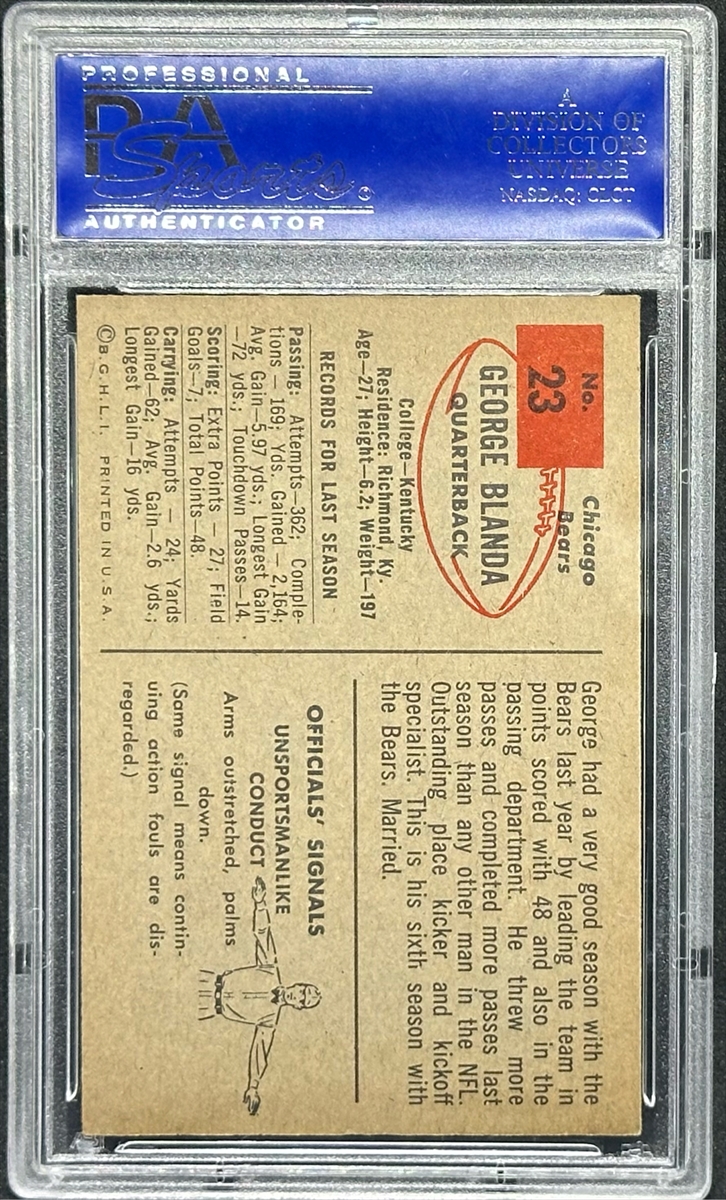 PROFESSIONAL
PSA
Sports®
AUTHENTICATOR
A
DIVISION OF
COLLECTORS
UNIVERSE
NASDAQ: CLCT
No.
23
Chicago
Bears
GEORGE BLANDA
QUARTERBACK
College—Kentucky
Residence: Richmond, Ky.
Age—27; Height—6.2; Weight—197
RECORDS FOR LAST SEASON
Passing: Attempts—362; Comple-
tions — 169; Yds. Gained — 2,164;
Avg. Gain—5.97 yds.; Longest Gain
—72 yds.; Touchdown Passes—14.
Scoring: Extra Points — 27; Field
Goals—7; Total Points—48.
Carrying: Attempts — 24; Yards
Gained—62; Avg. Gain—2.6 yds.;
Longest Gain—16 yds.
©B.G.H.L.I. PRINTED IN U.S.A.
George had a very good season with the
Bears last year by leading the team in
points scored with 48 and also in the
passing department. He threw more
passes and completed more passes last
season than any other man in the NFL.
Outstanding place kicker and kickoff
specialist. This is his sixth season with
the Bears. Married.
OFFICIALS' SIGNALS
UNSPORTSMANLIKE
CONDUCT
Arms outstretched, palms
down.
(Same signal means contin-
uing action fouls are dis-
regarded.)